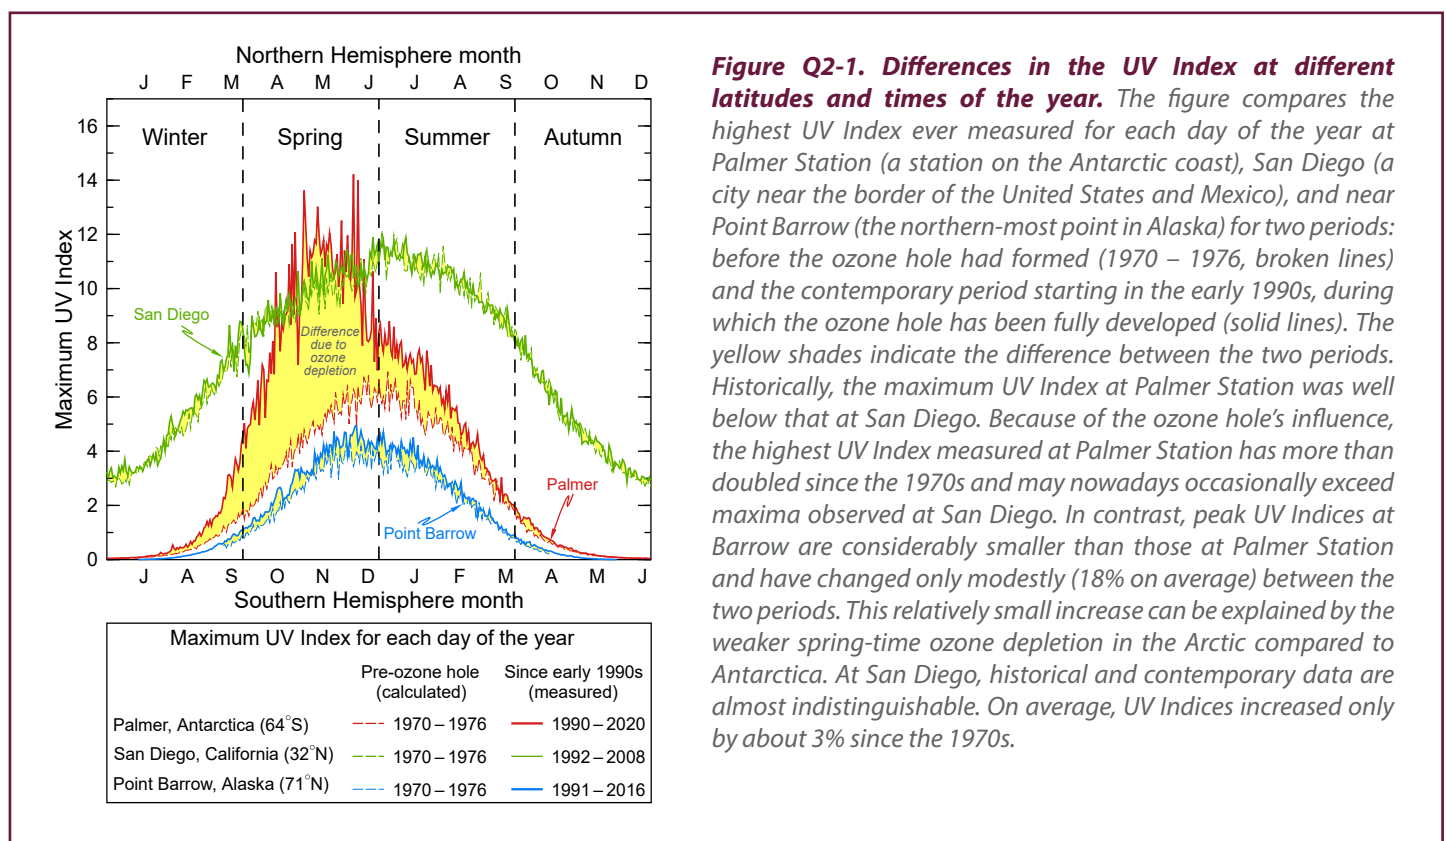 Northern Hemisphere month
J F M A M J J A S O N D
16
14
12
10
8
6
4
2
0
Maximum UV Index
Winter Spring Summer Autumn
San Diego
Difference
due to
ozone
depletion
Palmer
Point Barrow
J A S O N D J F M A M J
Southern Hemisphere month
Maximum UV Index for each day of the year
Pre-ozone hole Since early 1990s
(calculated) (measured)
Palmer, Antarctica (64°S) 1970 – 1976 1990 – 2020
San Diego, California (32°N) 1970 – 1976 1992 – 2008
Point Barrow, Alaska (71°N) 1970 – 1976 1991 – 2016
Figure Q2-1. Differences in the UV Index at different
latitudes and times of the year. The figure compares the
highest UV Index ever measured for each day of the year at
Palmer Station (a station on the Antarctic coast), San Diego (a
city near the border of the United States and Mexico), and near
Point Barrow (the northern-most point in Alaska) for two periods:
before the ozone hole had formed (1970 – 1976, broken lines)
and the contemporary period starting in the early 1990s, during
which the ozone hole has been fully developed (solid lines). The
yellow shades indicate the difference between the two periods.
Historically, the maximum UV Index at Palmer Station was well
below that at San Diego. Because of the ozone hole's influence,
the highest UV Index measured at Palmer Station has more than
doubled since the 1970s and may nowadays occasionally exceed
maxima observed at San Diego. In contrast, peak UV Indices at
Barrow are considerably smaller than those at Palmer Station
and have changed only modestly (18% on average) between the
two periods. This relatively small increase can be explained by the
weaker spring-time ozone depletion in the Arctic compared to
Antarctica. At San Diego, historical and contemporary data are
almost indistinguishable. On average, UV Indices increased only
by about 3% since the 1970s.